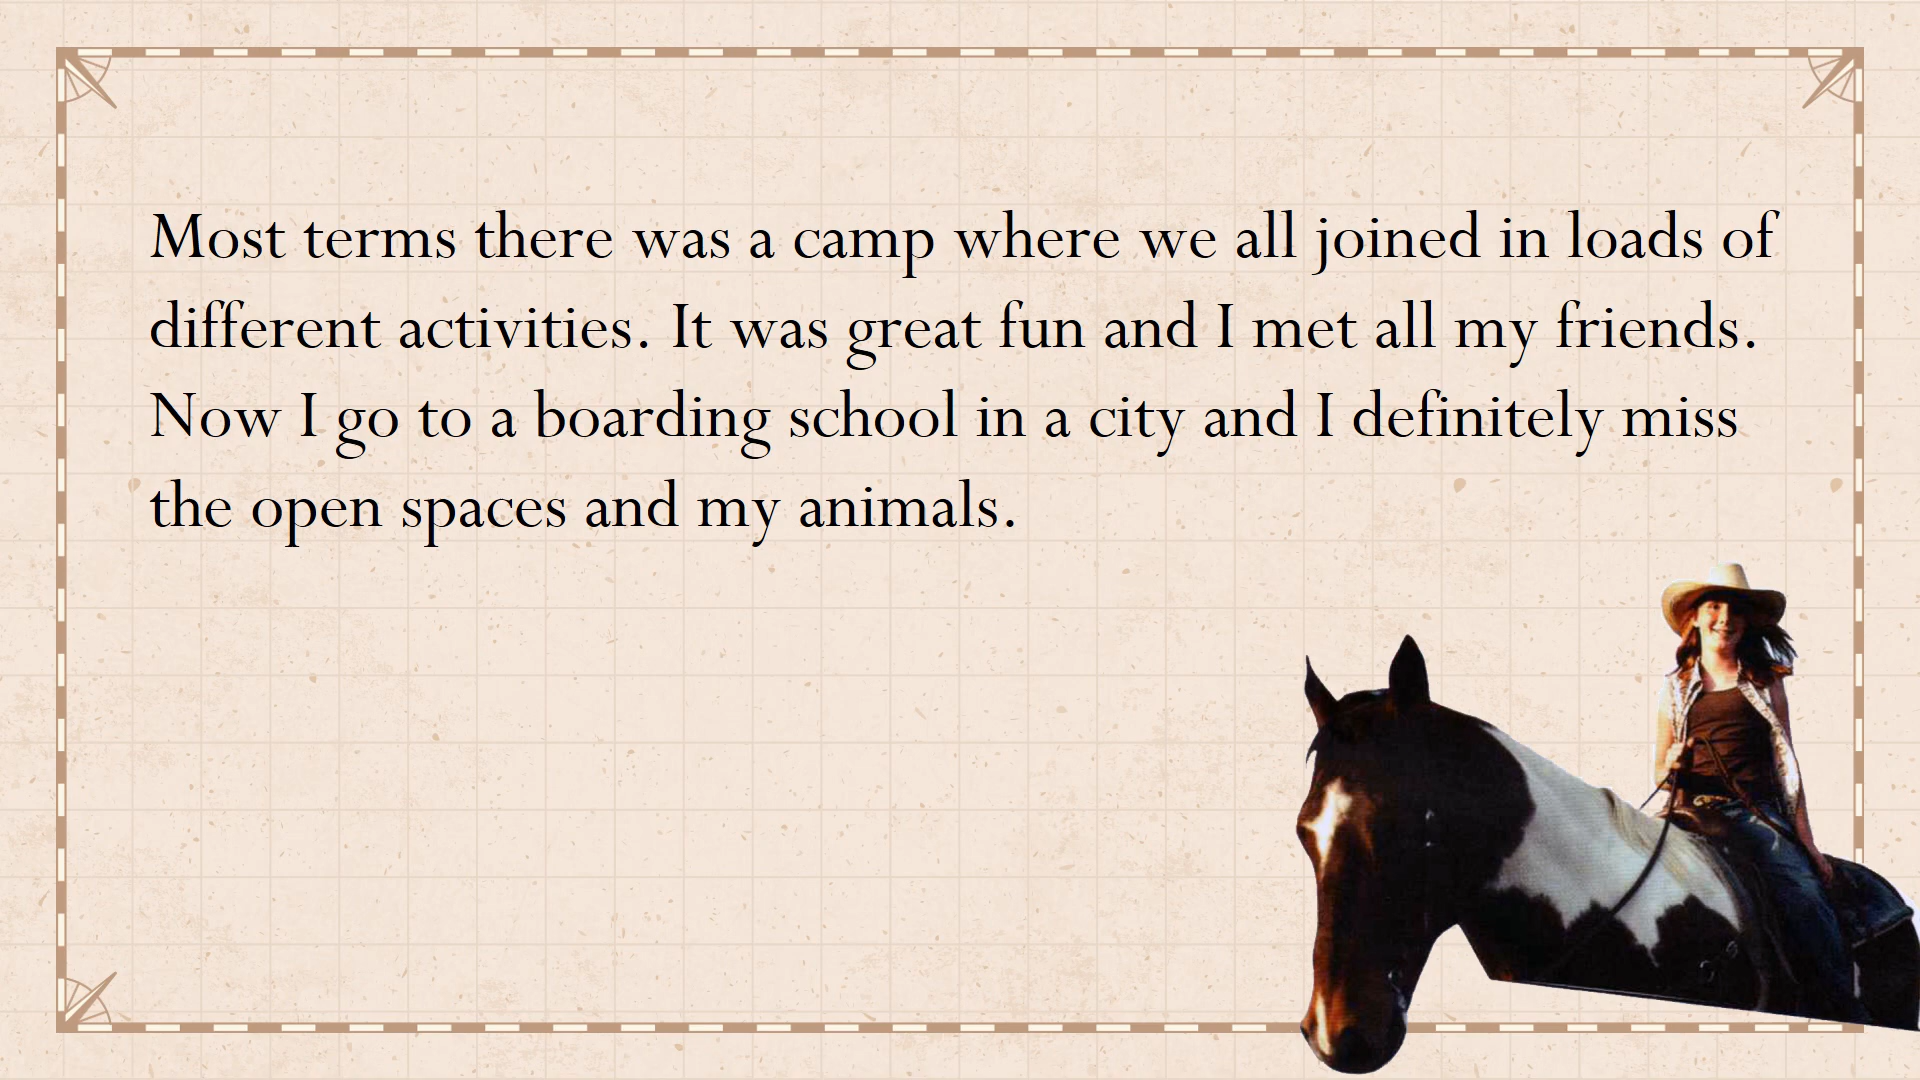 Most terms there was a camp where we all joined in loads of
different activities. It was great fun and I met all my friends.
Now I go to a boarding school in a city and I definitely miss
the open spaces and my animals.